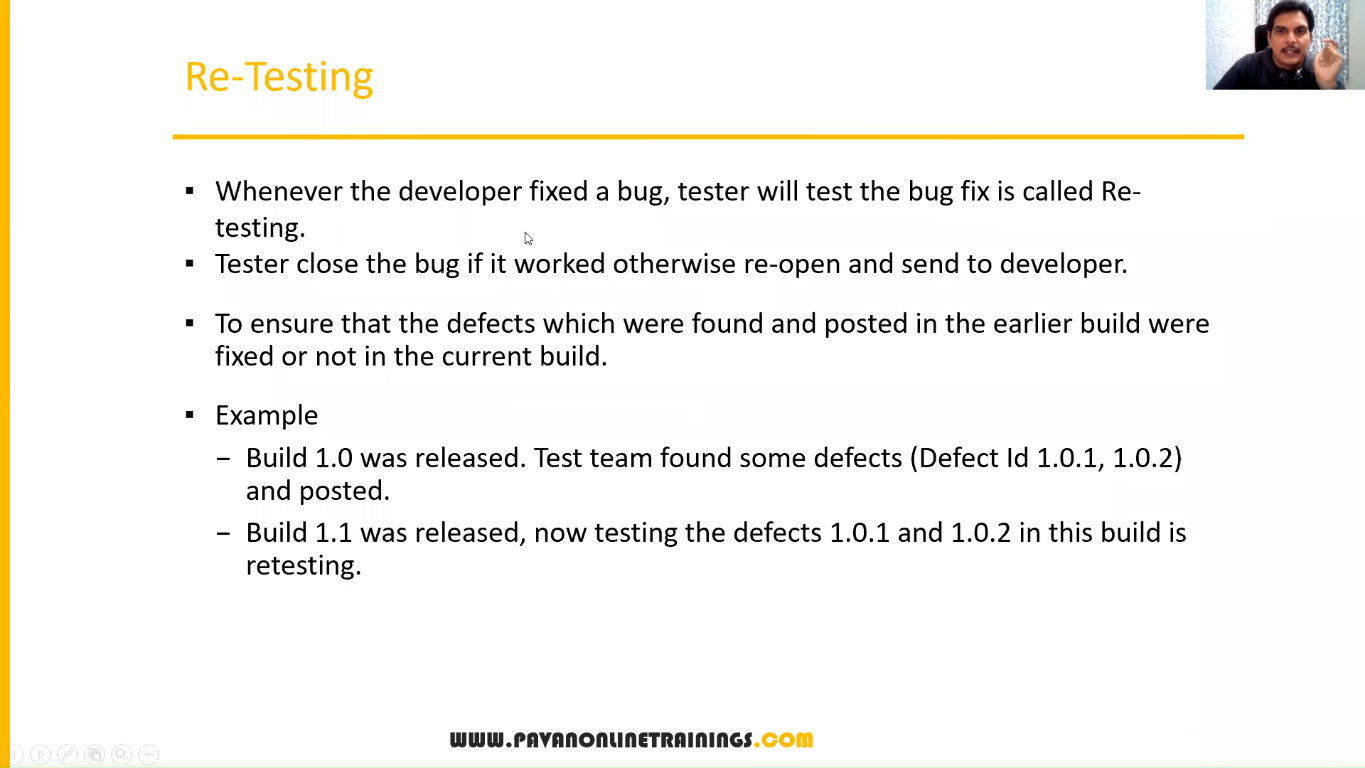 Re-Testing
▪ Whenever the developer fixed a bug, tester will test the bug fix is called Re-
testing.
▪ Tester close the bug if it worked otherwise re-open and send to developer.
▪ To ensure that the defects which were found and posted in the earlier build were
fixed or not in the current build.
▪ Example
– Build 1.0 was released. Test team found some defects (Defect Id 1.0.1, 1.0.2)
and posted.
– Build 1.1 was released, now testing the defects 1.0.1 and 1.0.2 in this build is
retesting.
WWW.PAVANONLINETRAININGS.COM